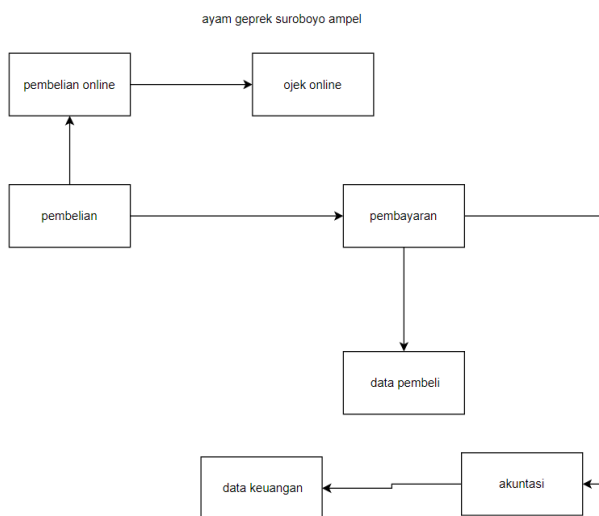 ayam geprek suroboyo ampel
pembelian online
ojek online
pembelian
pembayaran
data pembeli
data keuangan
akuntasi